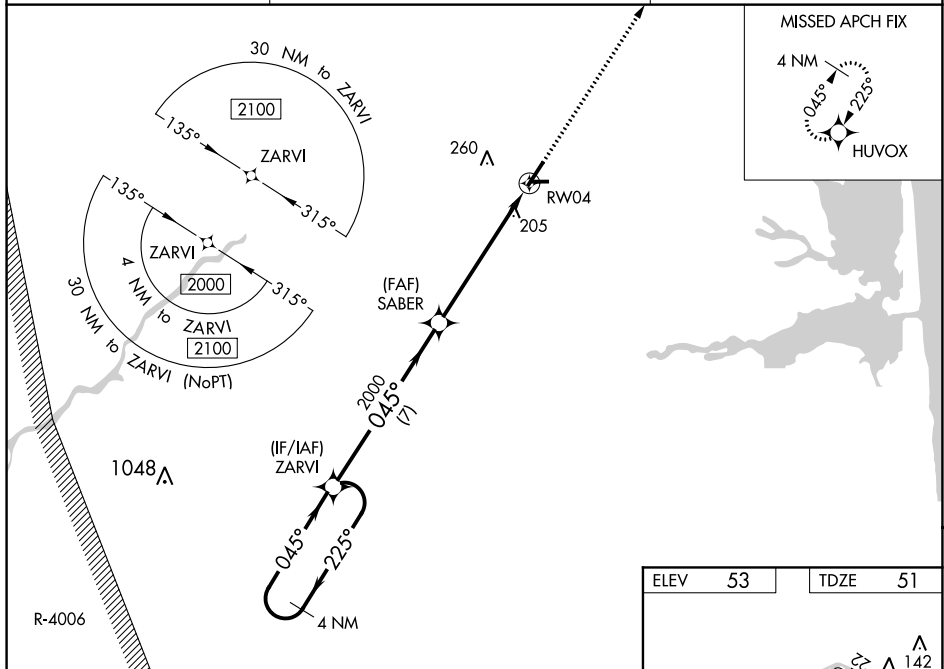 MISSED APCH FIX
4 NM
045°
225°
HUVOX
30 NM to ZARVI
2100
135°
ZARVI
315°
135°
ZARVI
2000
315°
4 NM to ZARVI
2100
30 NM to ZARVI (NoPT)
260
RW04
205
(FAF)
SABER
2000
045°
(7)
(IF/IAF)
ZARVI
1048
045°
225°
4 NM
R-4006
ELEV 53
TDZE 51
142
22